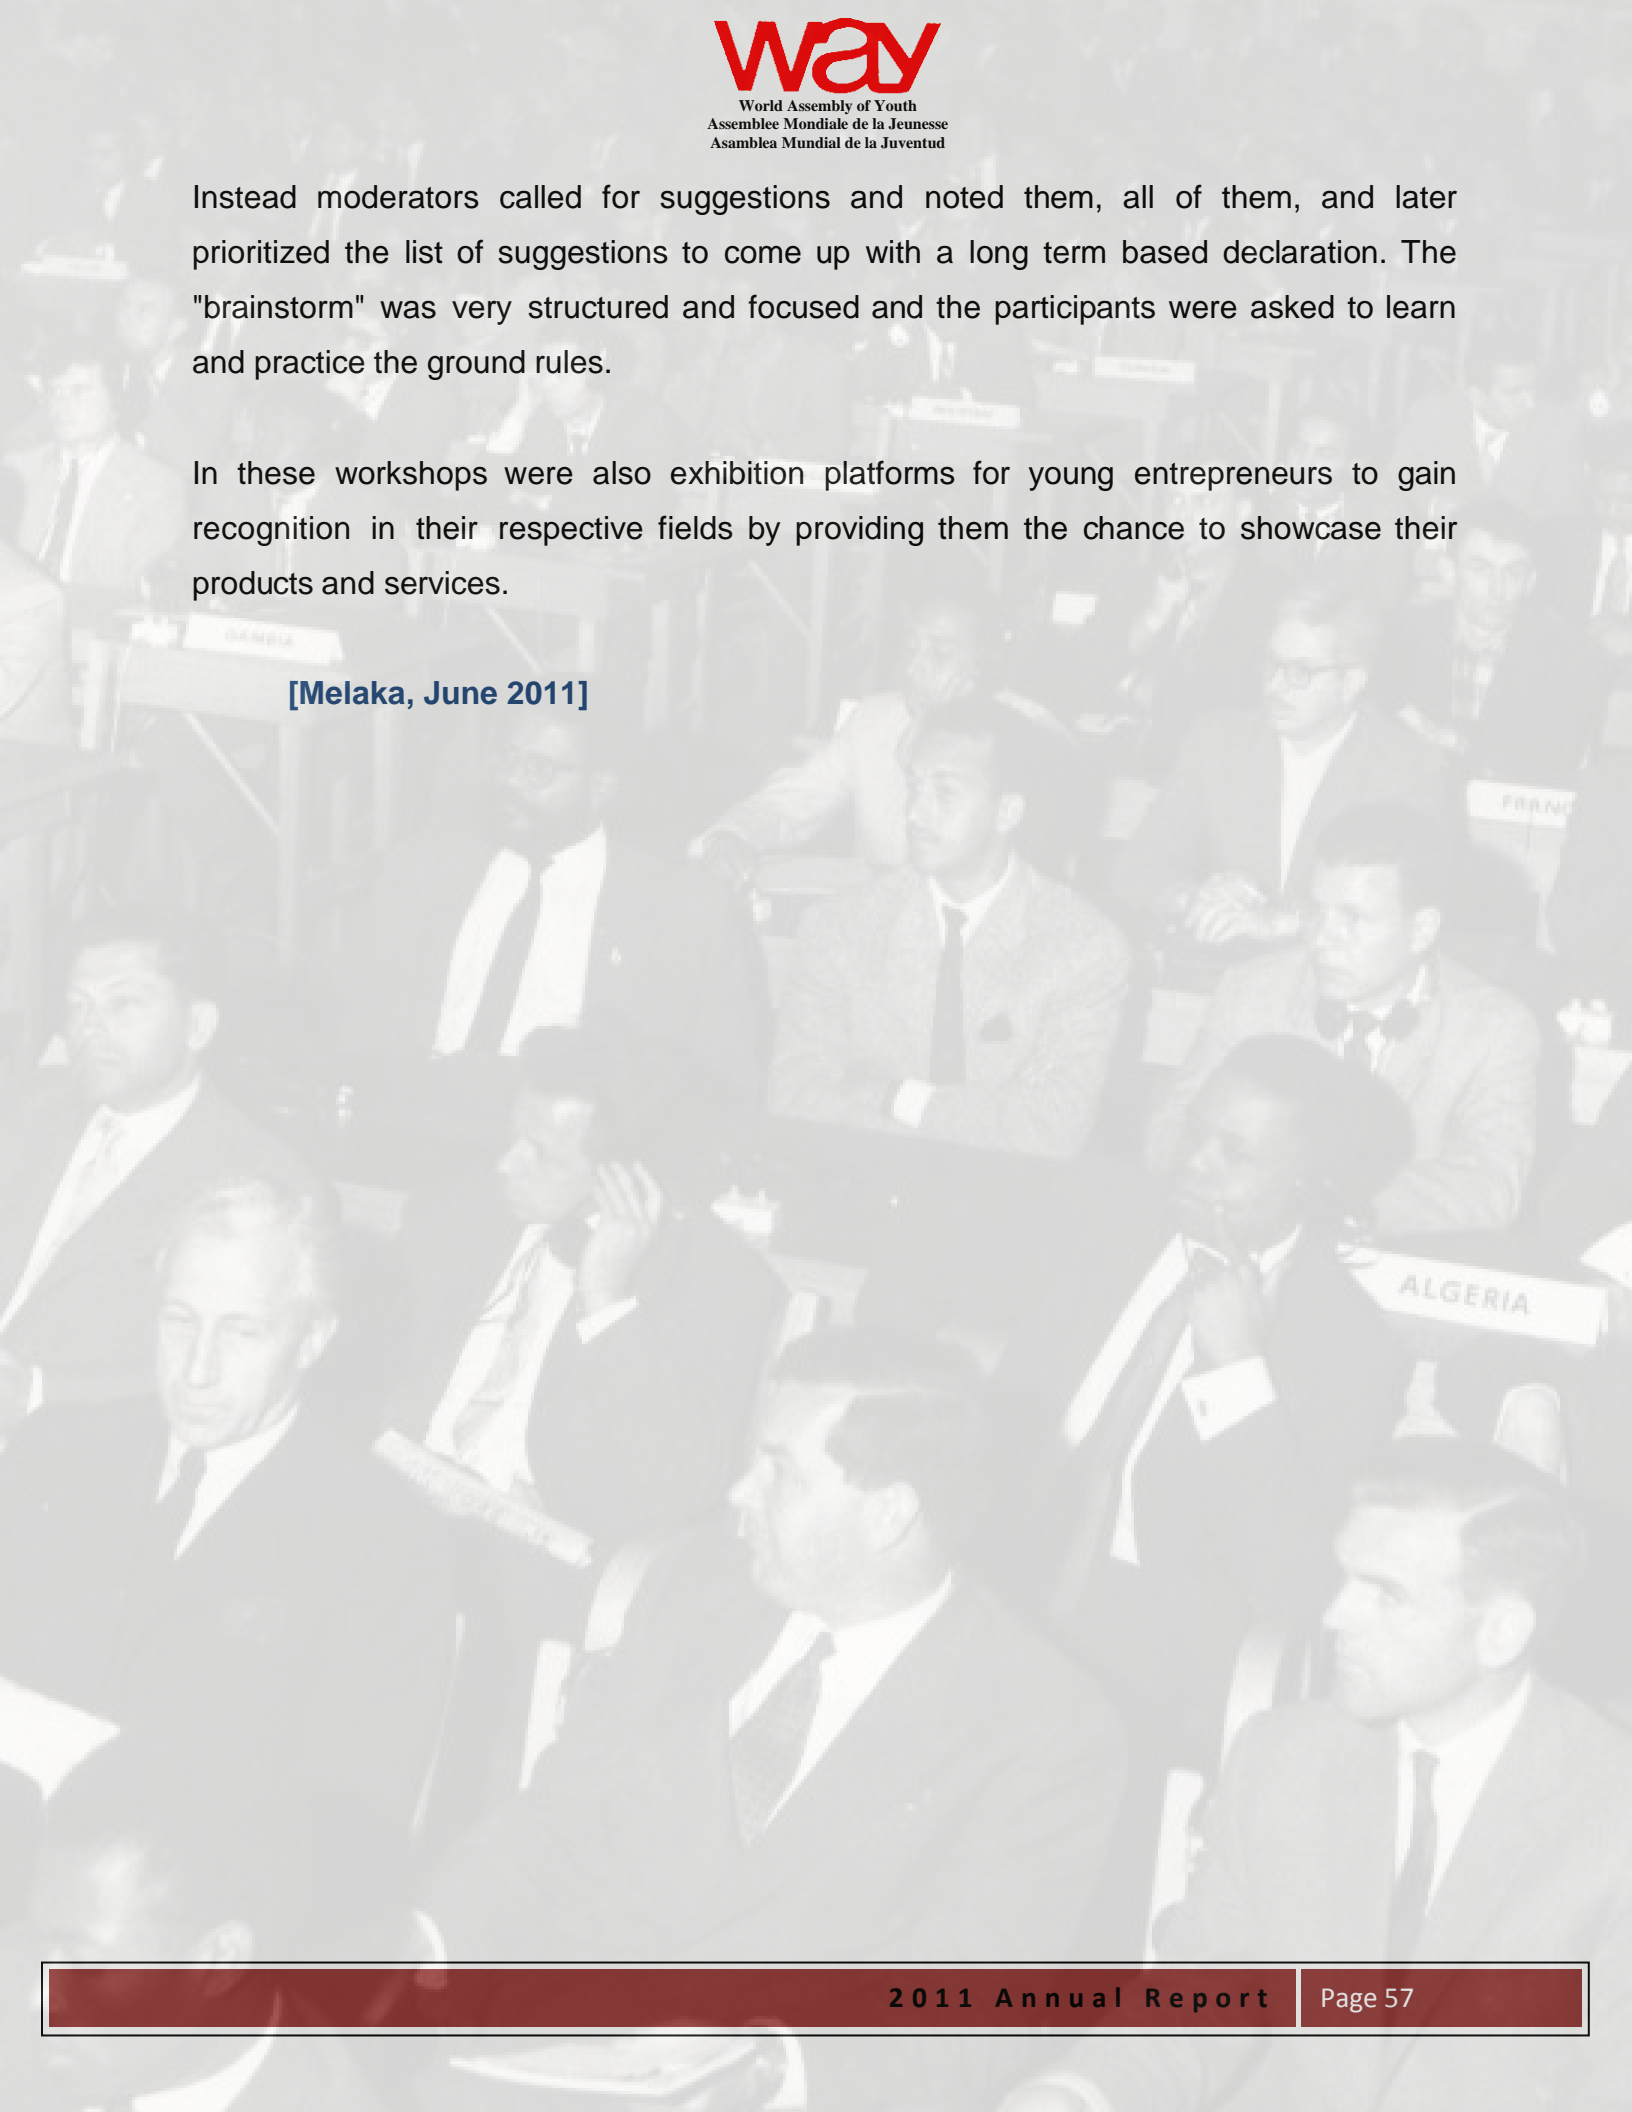 way
World Assembly of Youth
Assemblee Mondiale de la Jeunesse
Asamblea Mundial de la Juventud
Instead moderators called for suggestions and noted them, all of them, and later
prioritized the list of suggestions to come up with a long term based declaration. The
"brainstorm" was very structured and focused and the participants were asked to learn
and practice the ground rules.
In these workshops were also exhibition platforms for young entrepreneurs to gain
recognition in their respective fields by providing them the chance to showcase their
products and services.
GAMBIA
[Melaka, June 2011]
FRANC
ALGERIA
2011 Annual Report
Page 57